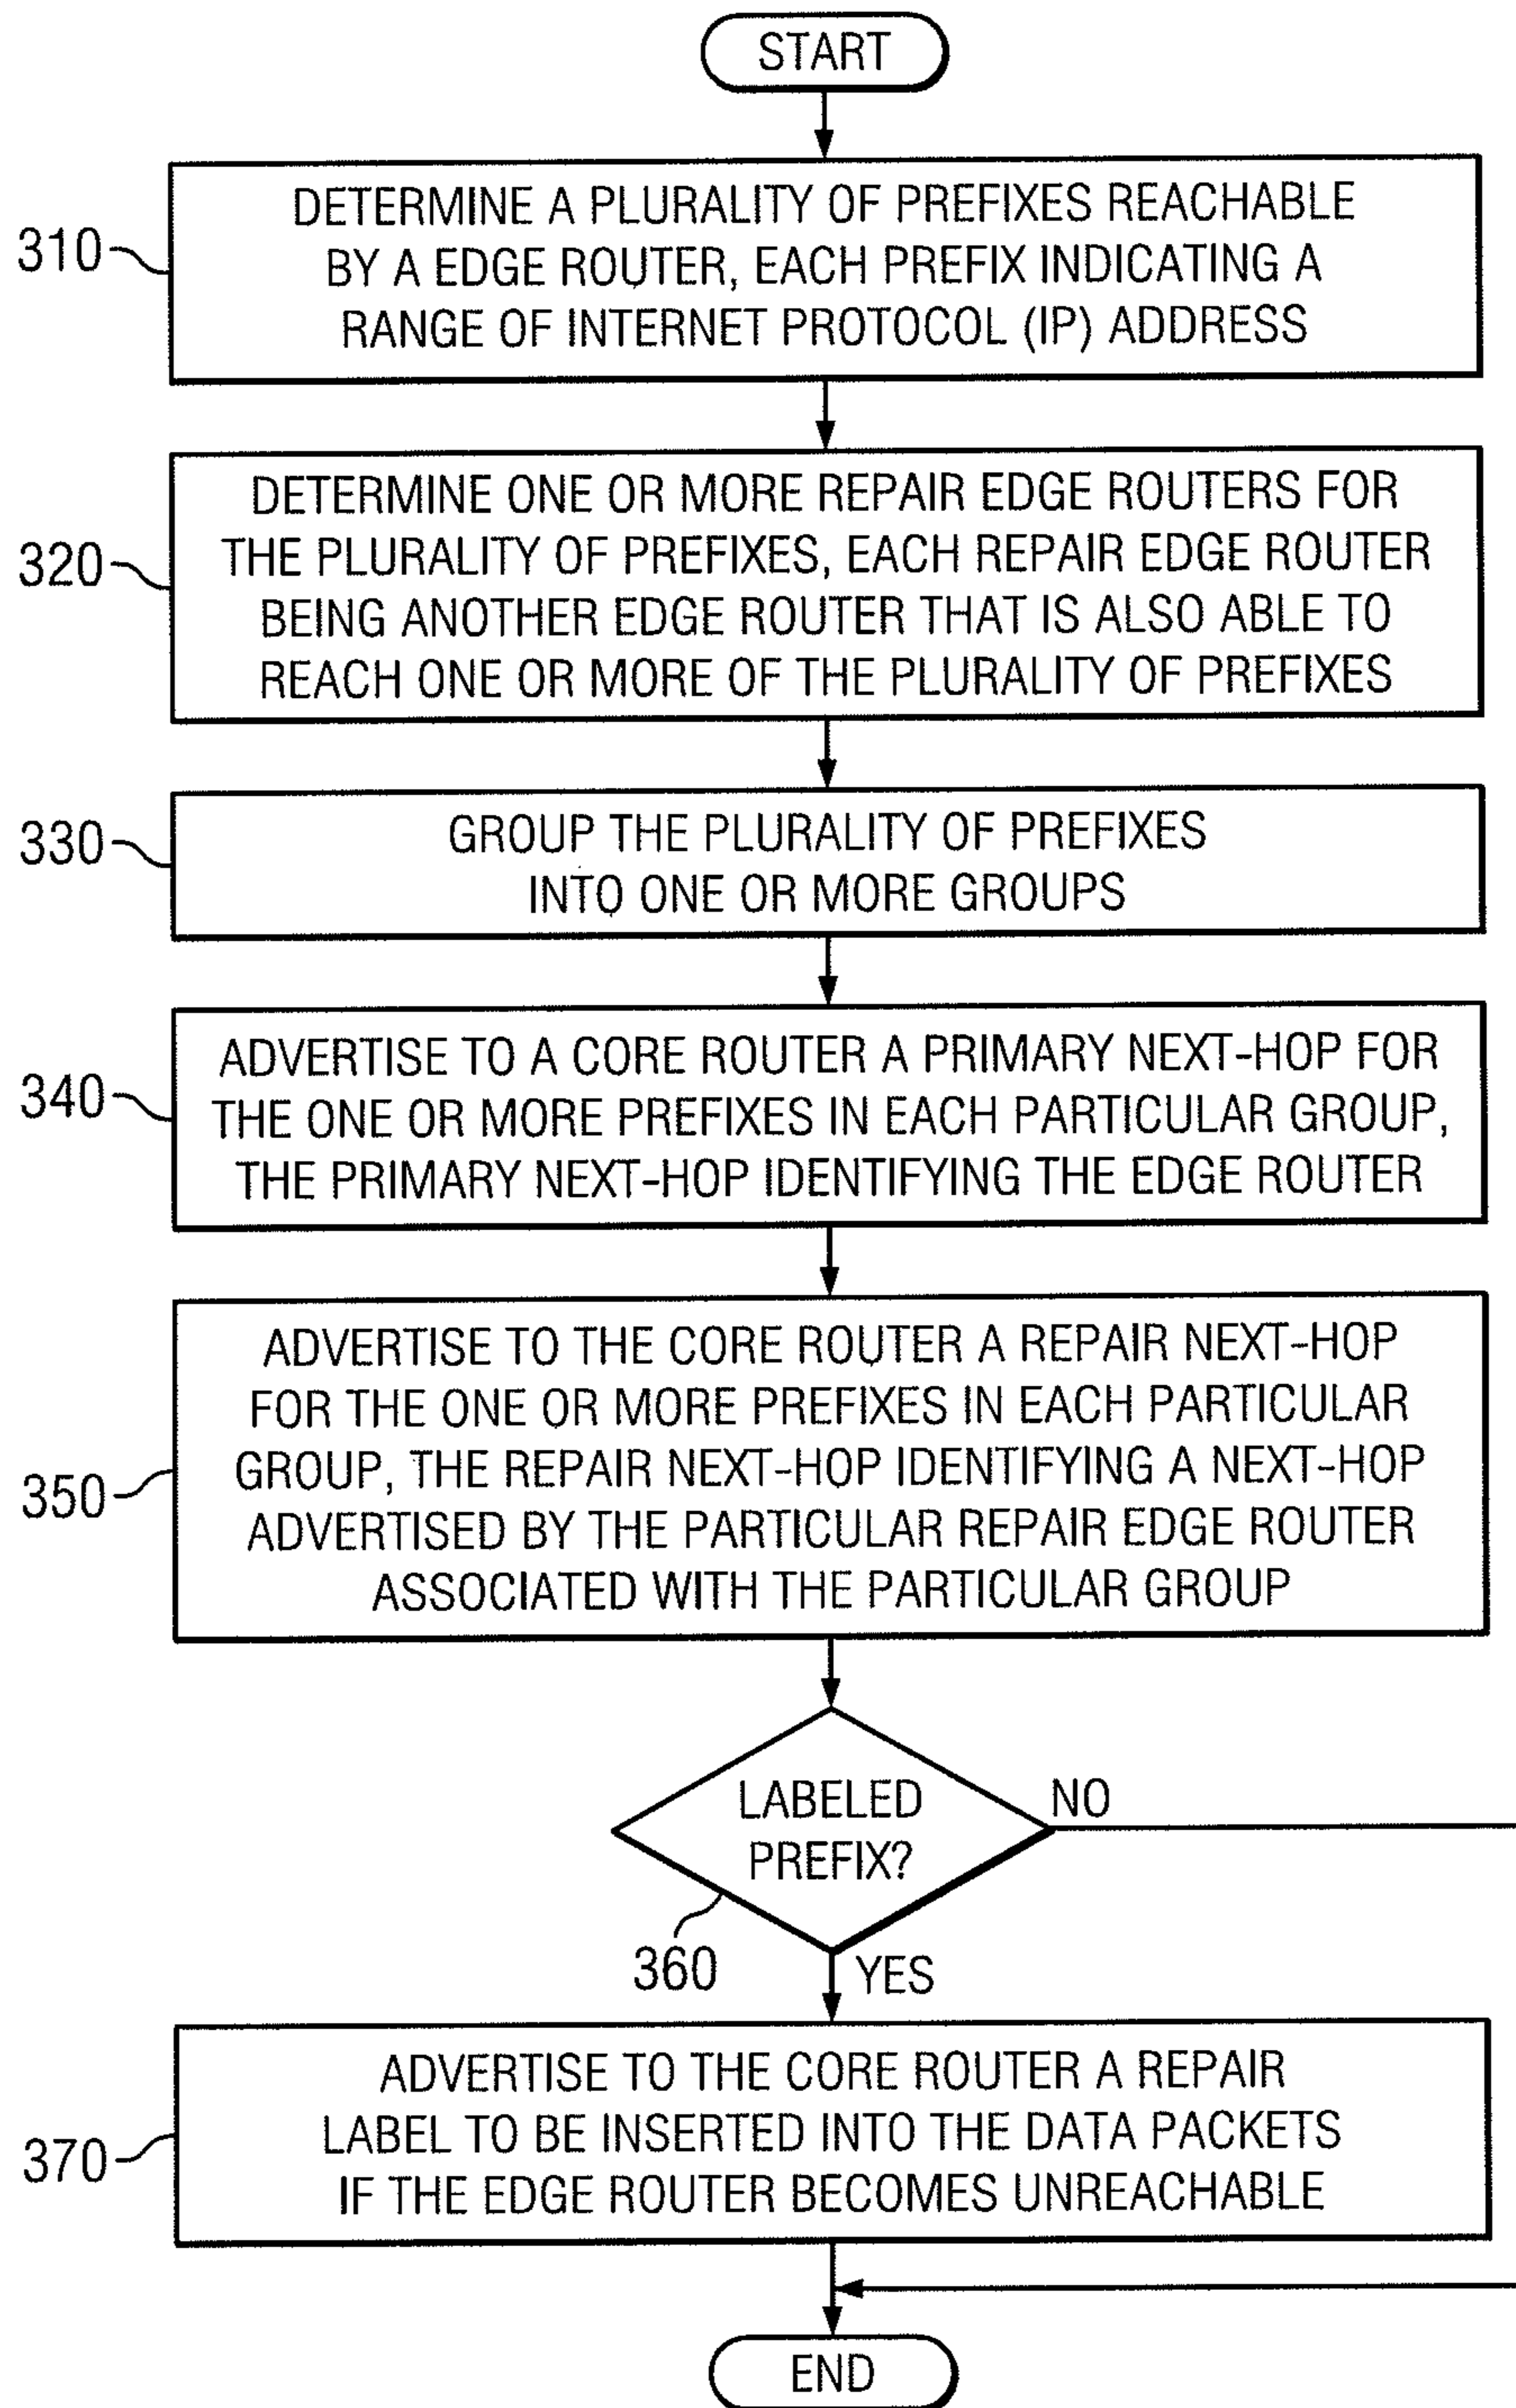 START
310
DETERMINE A PLURALITY OF PREFIXES REACHABLE
BY A EDGE ROUTER, EACH PREFIX INDICATING A
RANGE OF INTERNET PROTOCOL (IP) ADDRESS
320
DETERMINE ONE OR MORE REPAIR EDGE ROUTERS FOR
THE PLURALITY OF PREFIXES, EACH REPAIR EDGE ROUTER
BEING ANOTHER EDGE ROUTER THAT IS ALSO ABLE TO
REACH ONE OR MORE OF THE PLURALITY OF PREFIXES
330
GROUP THE PLURALITY OF PREFIXES
INTO ONE OR MORE GROUPS
340
ADVERTISE TO A CORE ROUTER A PRIMARY NEXT-HOP FOR
THE ONE OR MORE PREFIXES IN EACH PARTICULAR GROUP,
THE PRIMARY NEXT-HOP IDENTIFYING THE EDGE ROUTER
350
ADVERTISE TO THE CORE ROUTER A REPAIR NEXT-HOP
FOR THE ONE OR MORE PREFIXES IN EACH PARTICULAR
GROUP, THE REPAIR NEXT-HOP IDENTIFYING A NEXT-HOP
ADVERTISED BY THE PARTICULAR REPAIR EDGE ROUTER
ASSOCIATED WITH THE PARTICULAR GROUP
LABELED
PREFIX?
NO
360
YES
370
ADVERTISE TO THE CORE ROUTER A REPAIR
LABEL TO BE INSERTED INTO THE DATA PACKETS
IF THE EDGE ROUTER BECOMES UNREACHABLE
END